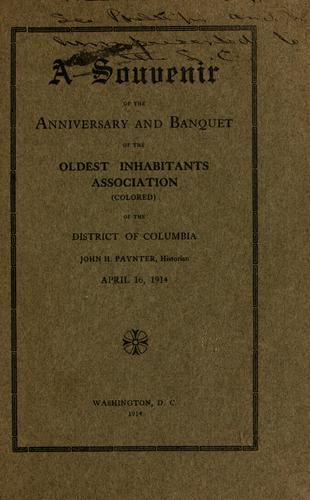 A Souvenir
OF THE
ANNIVERSARY AND BANQUET
OF THE
OLDEST INHABITANTS
ASSOCIATION
(COLORED)
OF THE
DISTRICT OF COLUMBIA
JOHN H. PAYNTER, Historian
APRIL 16, 1914
WASHINGTON, D. C.
1914